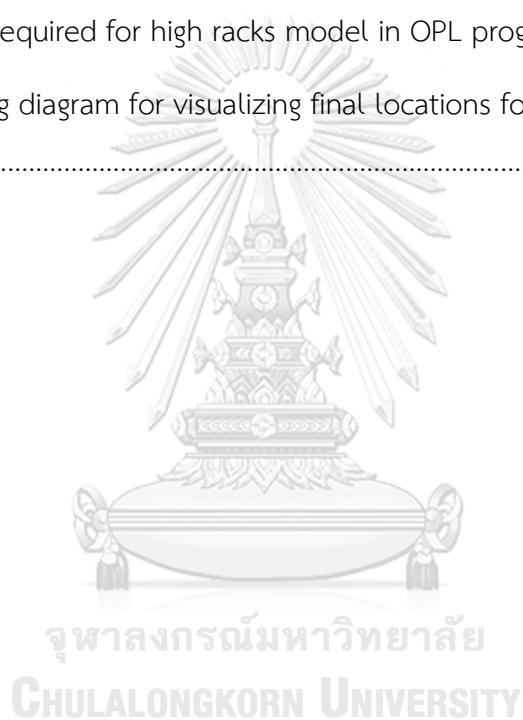 equired for high racks model in OPL prog
g diagram for visualizing final locations fo
................................................................................
จุฬาลงกรณ์มหาวิทยาลัย
CHULALONGKORN UNIVERSITY